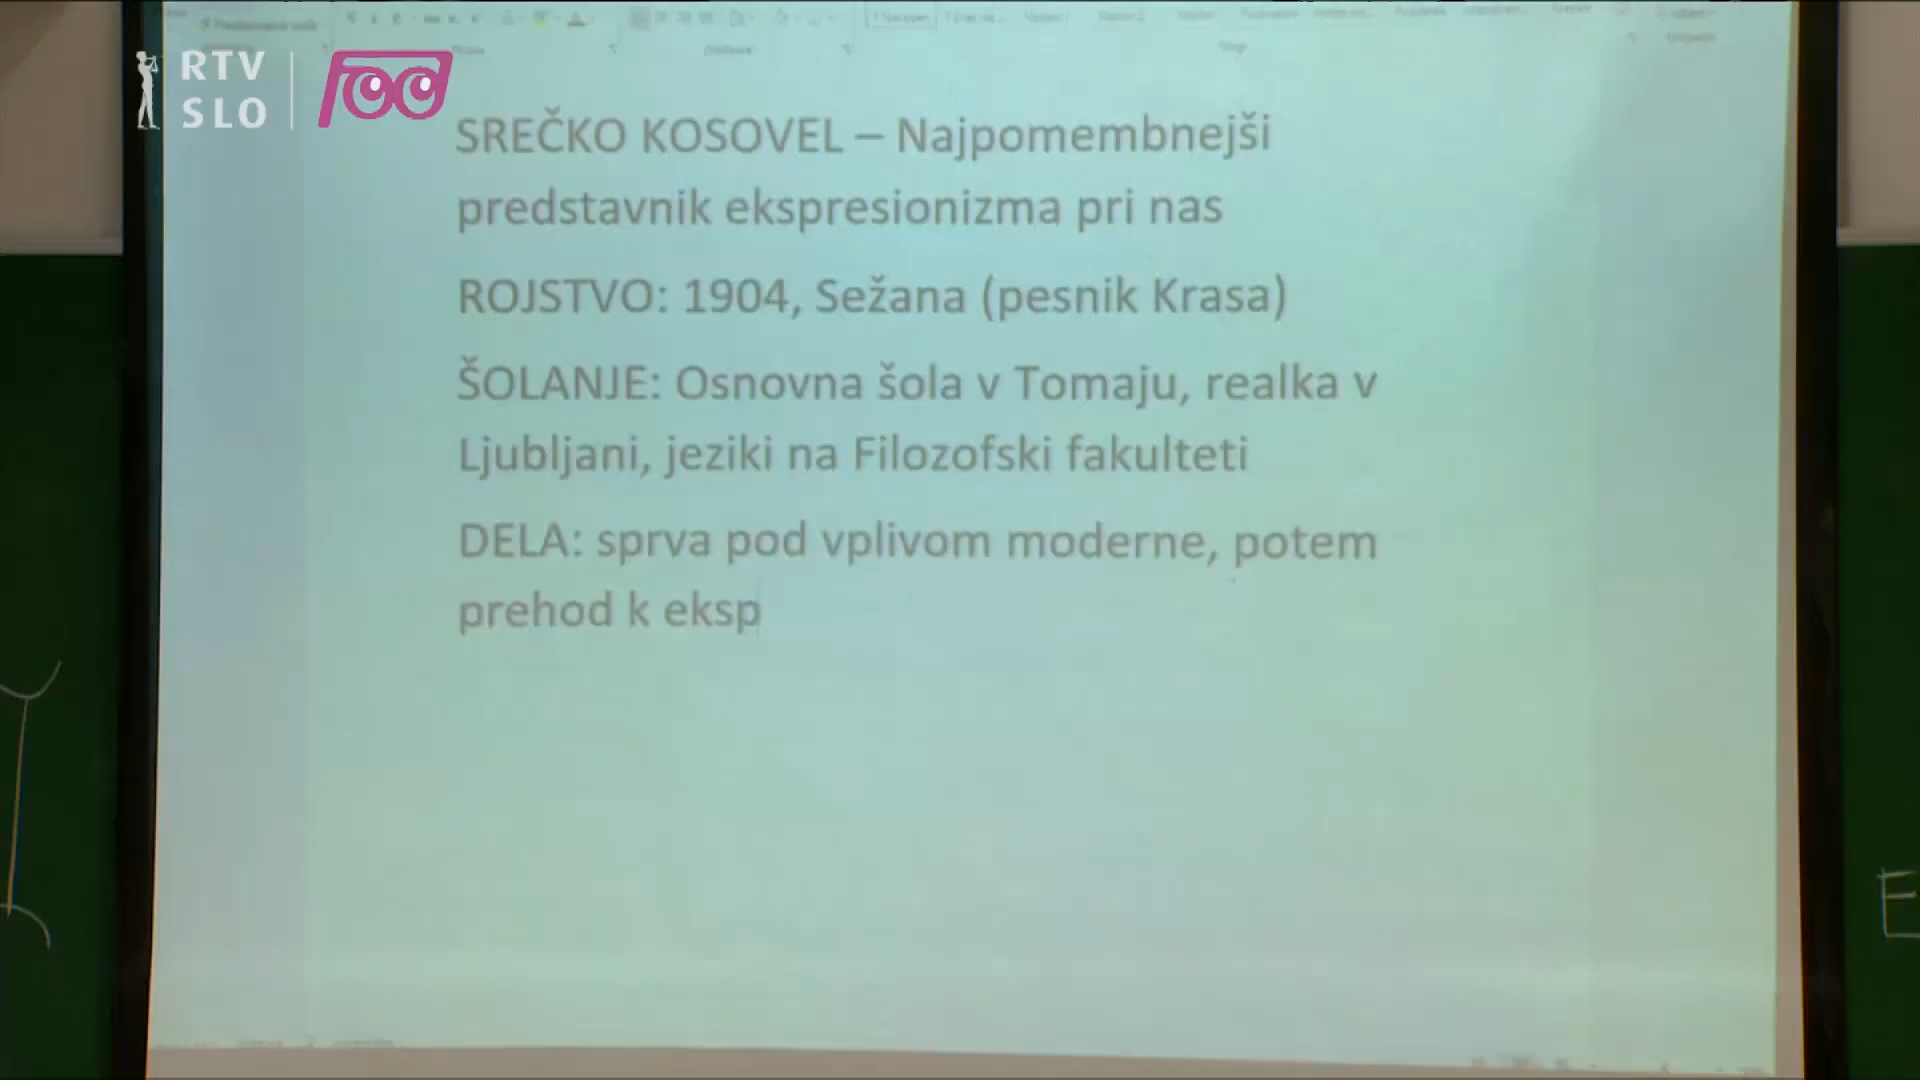 RTV
SLO
SREČKO KOSOVEL – Najpomembnejši
predstavnik ekspresionizma pri nas
ROJSTVO: 1904, Sežana (pesnik Krasa)
ŠOLANJE: Osnovna šola v Tomaju, realka v
Ljubljani, jeziki na Filozofski fakulteti
DELA: sprva pod vplivom moderne, potem
prehod k eksp
E